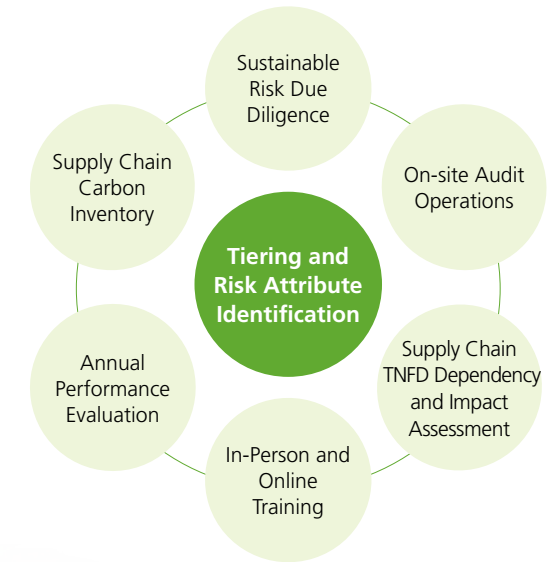 Sustainable
Risk Due
Diligence
On-site Audit
Operations
Supply Chain
TNFD Dependency
and Impact
Assessment
In-Person and
Online
Training
Annual
Performance
Evaluation
Supply Chain
Carbon
Inventory
Tiering and
Risk Attribute
Identification